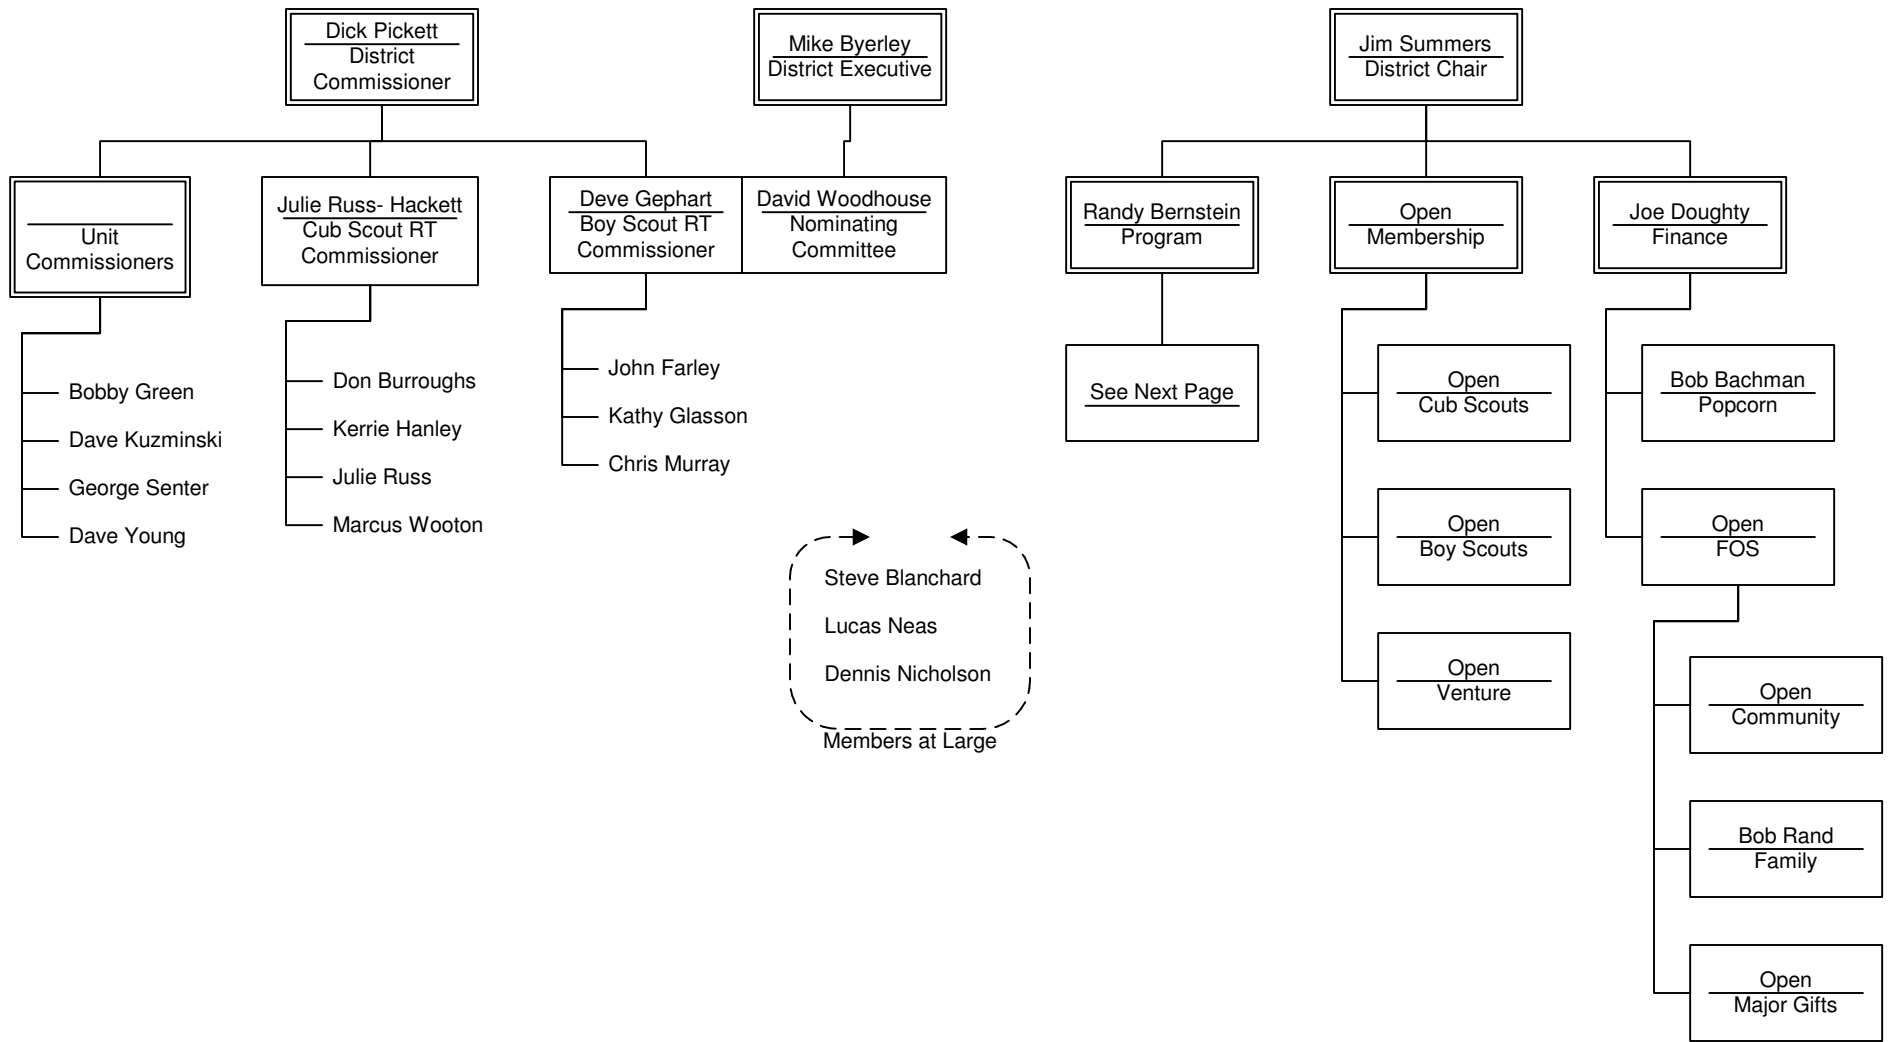 Dick Pickett
District
Commissioner
Mike Byerley
District Executive
Jim Summers
District Chair
Unit
Commissioners
Julie Russ- Hackett
Cub Scout RT
Commissioner
Deve Gephart
Boy Scout RT
Commissioner
David Woodhouse
Nominating
Committee
Randy Bernstein
Program
Open
Membership
Joe Doughty
Finance
Bobby Green
Dave Kuzminski
George Senter
Dave Young
Don Burroughs
Kerrie Hanley
Julie Russ
Marcus Wooton
John Farley
Kathy Glasson
Chris Murray
Steve Blanchard
Lucas Neas
Dennis Nicholson
Members at Large
See Next Page
Open
Cub Scouts
Open
Boy Scouts
Open
Venture
Bob Bachman
Popcorn
Open
FOS
Open
Community
Bob Rand
Family
Open
Major Gifts